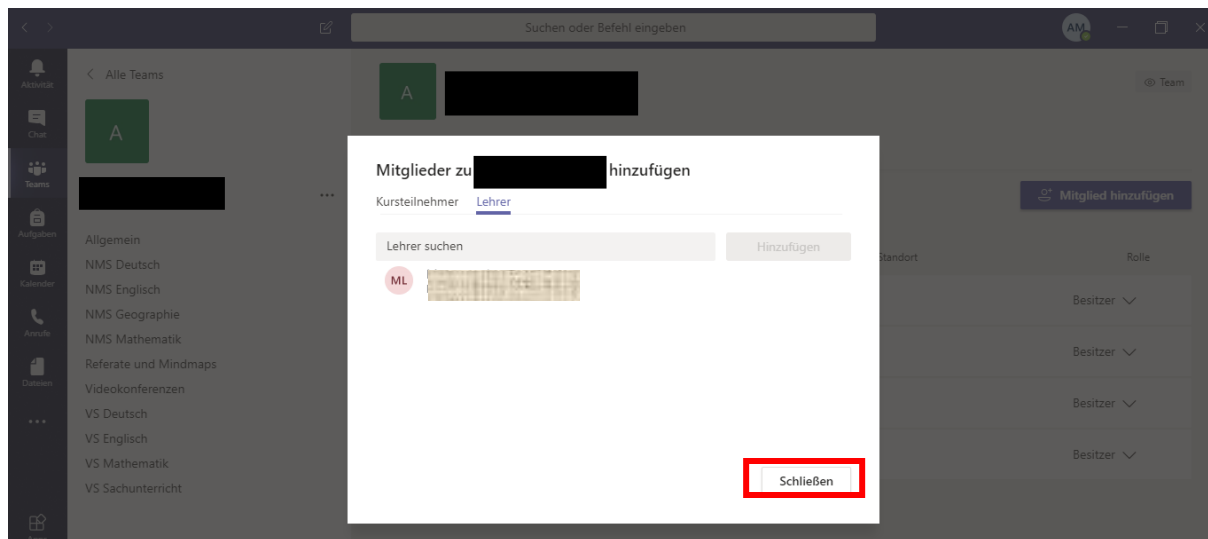 Suchen oder Befehl eingeben
AM
Aktivität
Chat
Teams
Aufgaben
Kalender
Anrufe
Dateien
Alle Teams
A
Allgemein
NMS Deutsch
NMS Englisch
NMS Geographie
NMS Mathematik
Referate und Mindmaps
Videokonferenzen
VS Deutsch
VS Englisch
VS Mathematik
VS Sachunterricht
A
Team
Mitglied hinzufügen
Standort Rolle
Besitzer
Besitzer
Besitzer
Besitzer
Mitglieder zu hinzufügen
Kursteilnehmer Lehrer
Lehrer suchen Hinzufügen
ML
Schließen